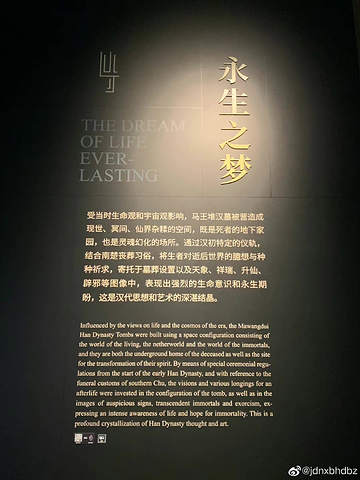 永生之梦
THE DREAM
OF LIFE
EVER-
LASTING
受当时生命观和宇宙观影响，马王堆汉墓被营造成
现世、冥间、仙界杂糅的空间，既是死者的地下家
园，也是灵魂幻化的场所。通过汉初特定的仪轨，
结合南楚丧葬习俗，将生者对逝后世界的臆想与种
种祈求，寄托于墓葬设置以及天象、祥瑞、升仙、
辟邪等图像中，表现出强烈的生命意识和永生期
盼，这是汉代思想和艺术的深湛结晶。
Influenced by the views on life and the cosmos of the era, the Mawangdui
Han Dynasty Tombs were built using a space configuration consisting of
the world of the living, the netherworld and the world of the immortals,
and they are both the underground home of the deceased as well as the site
for the transformation of their spirit. By means of special ceremonial regu-
lations from the start of the early Han Dynasty, and with reference to the
funeral customs of southern Chu, the visions and various longings for an
afterlife were invested in the configuration of the tomb, as well as in the
images of auspicious signs, transcendent immortals and exorcism, ex-
pressing an intense awareness of life and hope for immortality. This is a
profound crystallization of Han Dynasty thought and art.
@jdnxbhdbz